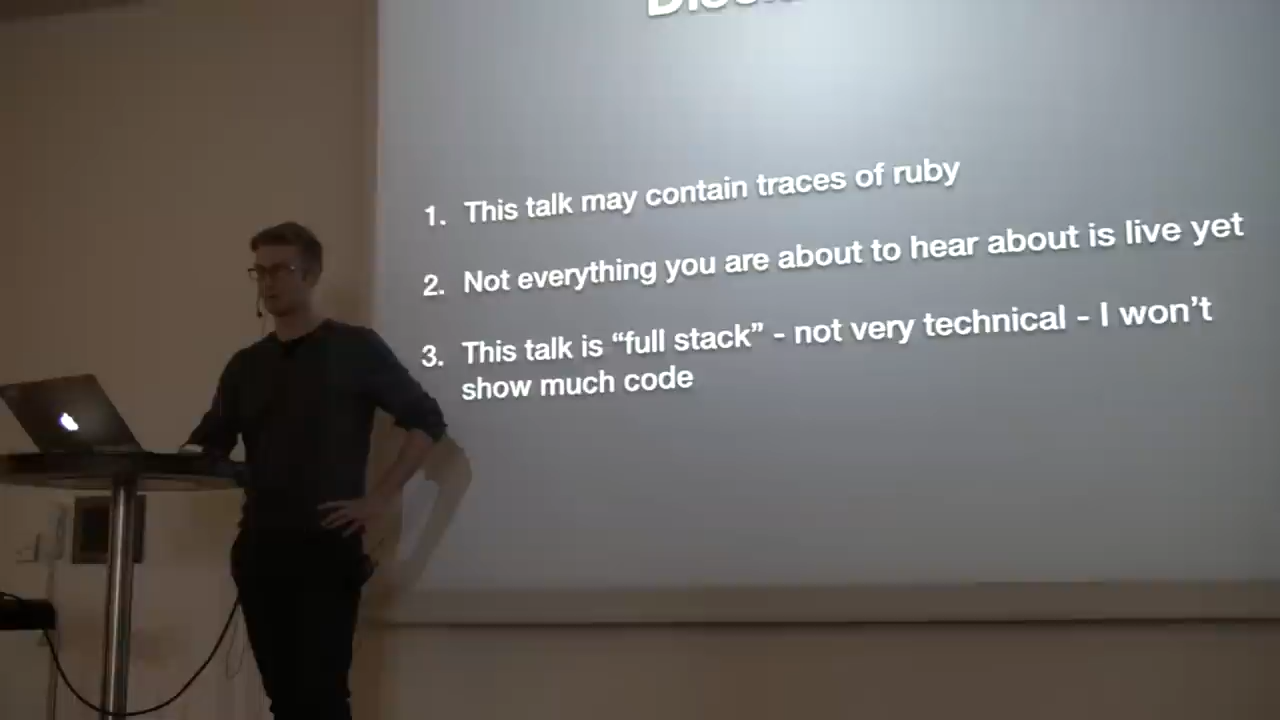 1. This talk may contain traces of ruby
2. Not everything you are about to hear about is live yet
3. This talk is “full stack” - not very technical - I won’t
show much code